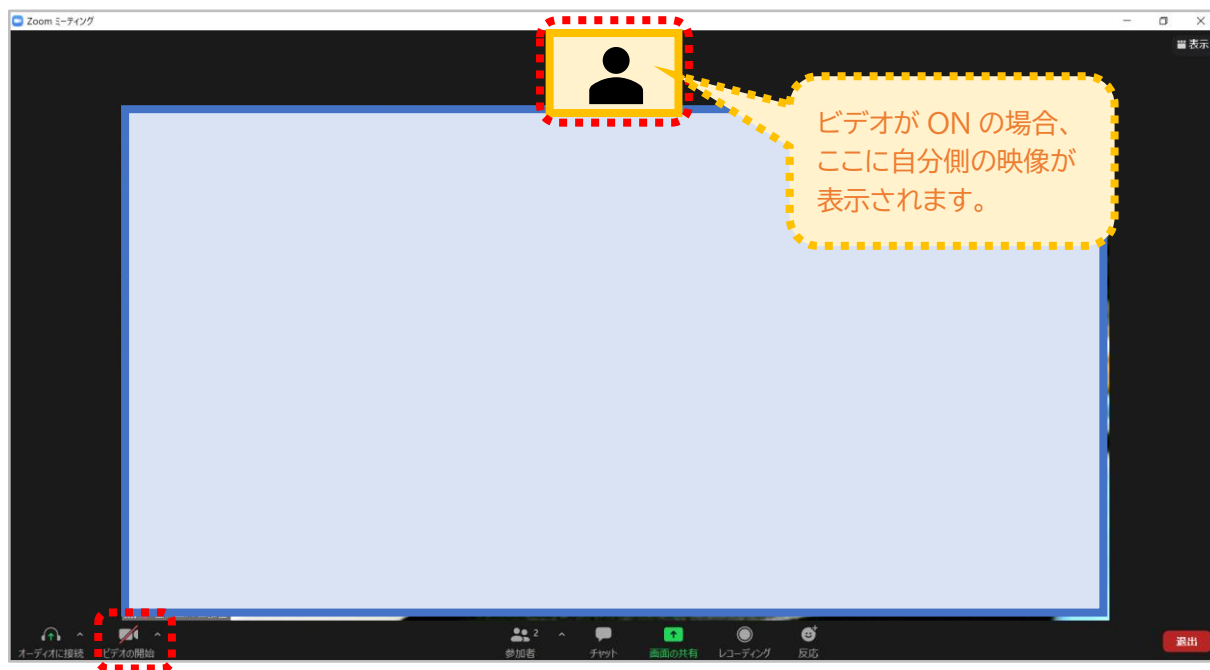 Zoom ミーティング
表示
ビデオが ON の場合、
ここに自分側の映像が
表示されます。
オーディオに接続
ビデオの開始
2
参加者
チャット
画面の共有
レコーディング
反応
退出